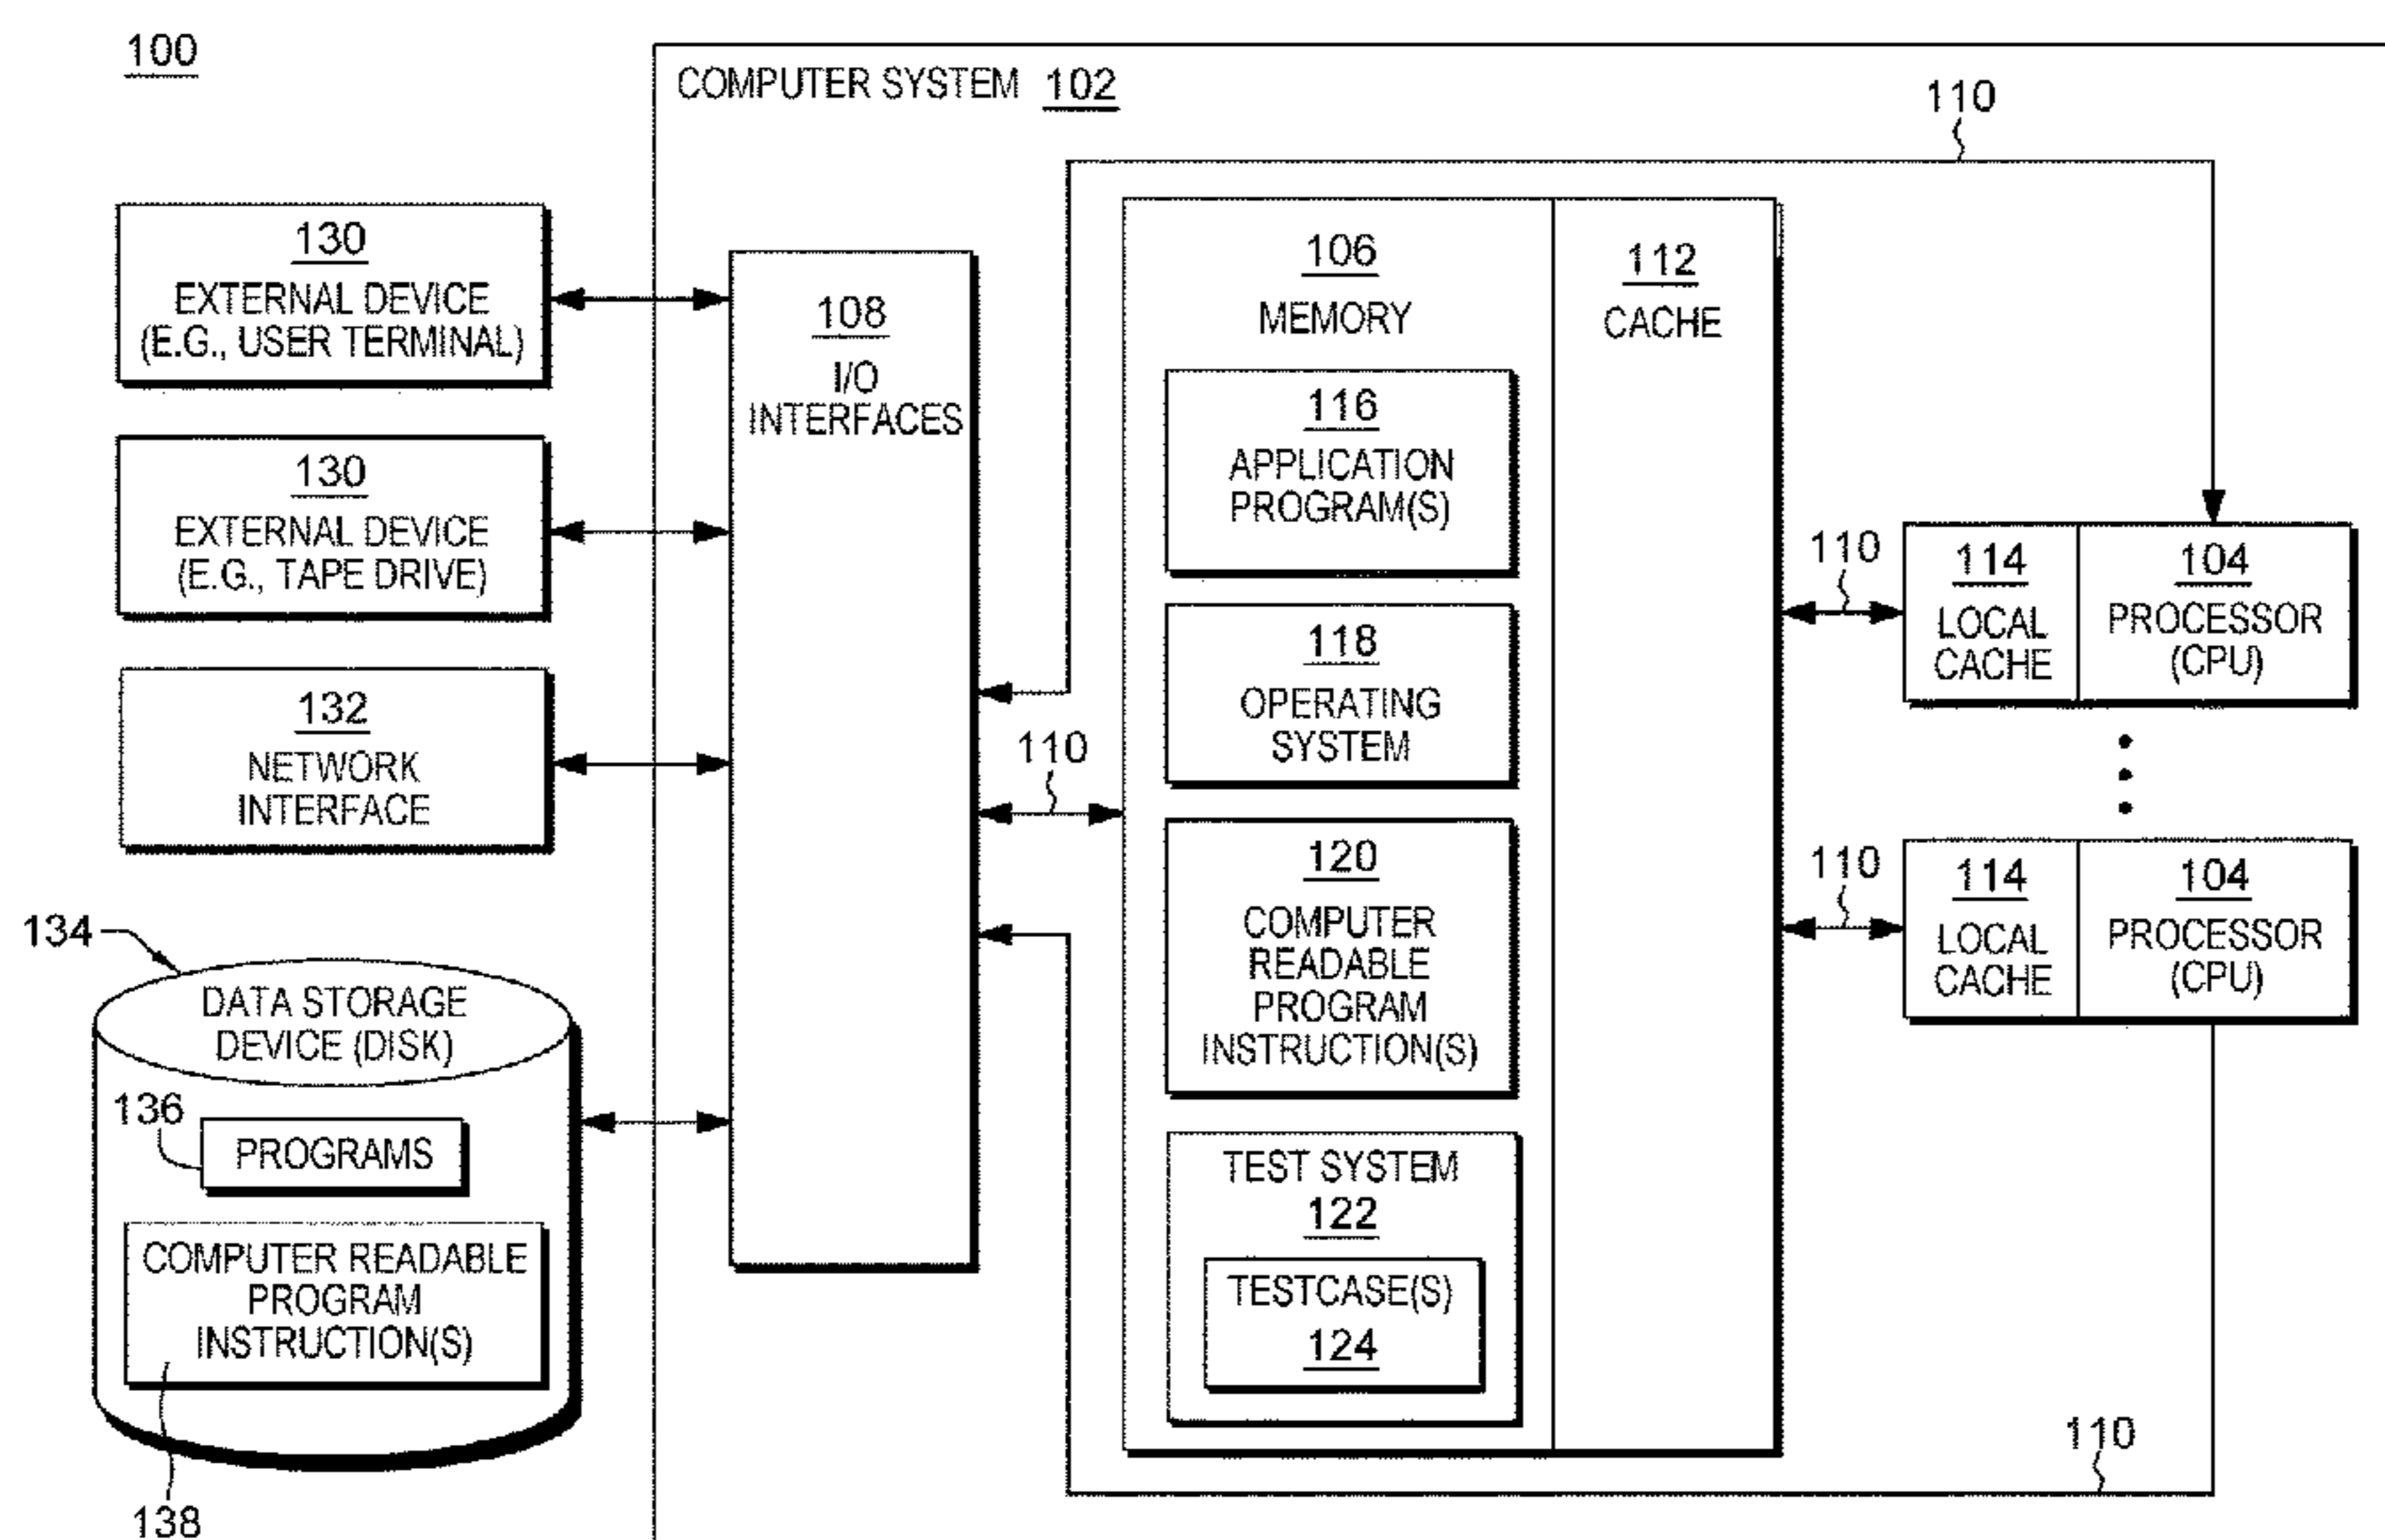 100
COMPUTER SYSTEM 102
110
130
EXTERNAL DEVICE
(E.G., USER TERMINAL)
130
EXTERNAL DEVICE
(E.G., TAPE DRIVE)
132
NETWORK
INTERFACE
134
DATA STORAGE
DEVICE (DISK)
136
PROGRAMS
COMPUTER READABLE
PROGRAM
INSTRUCTION(S)
138
108
I/O
INTERFACES
110
106
MEMORY
116
APPLICATION
PROGRAM(S)
118
OPERATING
SYSTEM
120
COMPUTER
READABLE
PROGRAM
INSTRUCTION(S)
TEST SYSTEM
122
TESTCASE(S)
124
112
CACHE
110
114
LOCAL
CACHE
104
PROCESSOR
(CPU)
110
114
LOCAL
CACHE
104
PROCESSOR
(CPU)
110